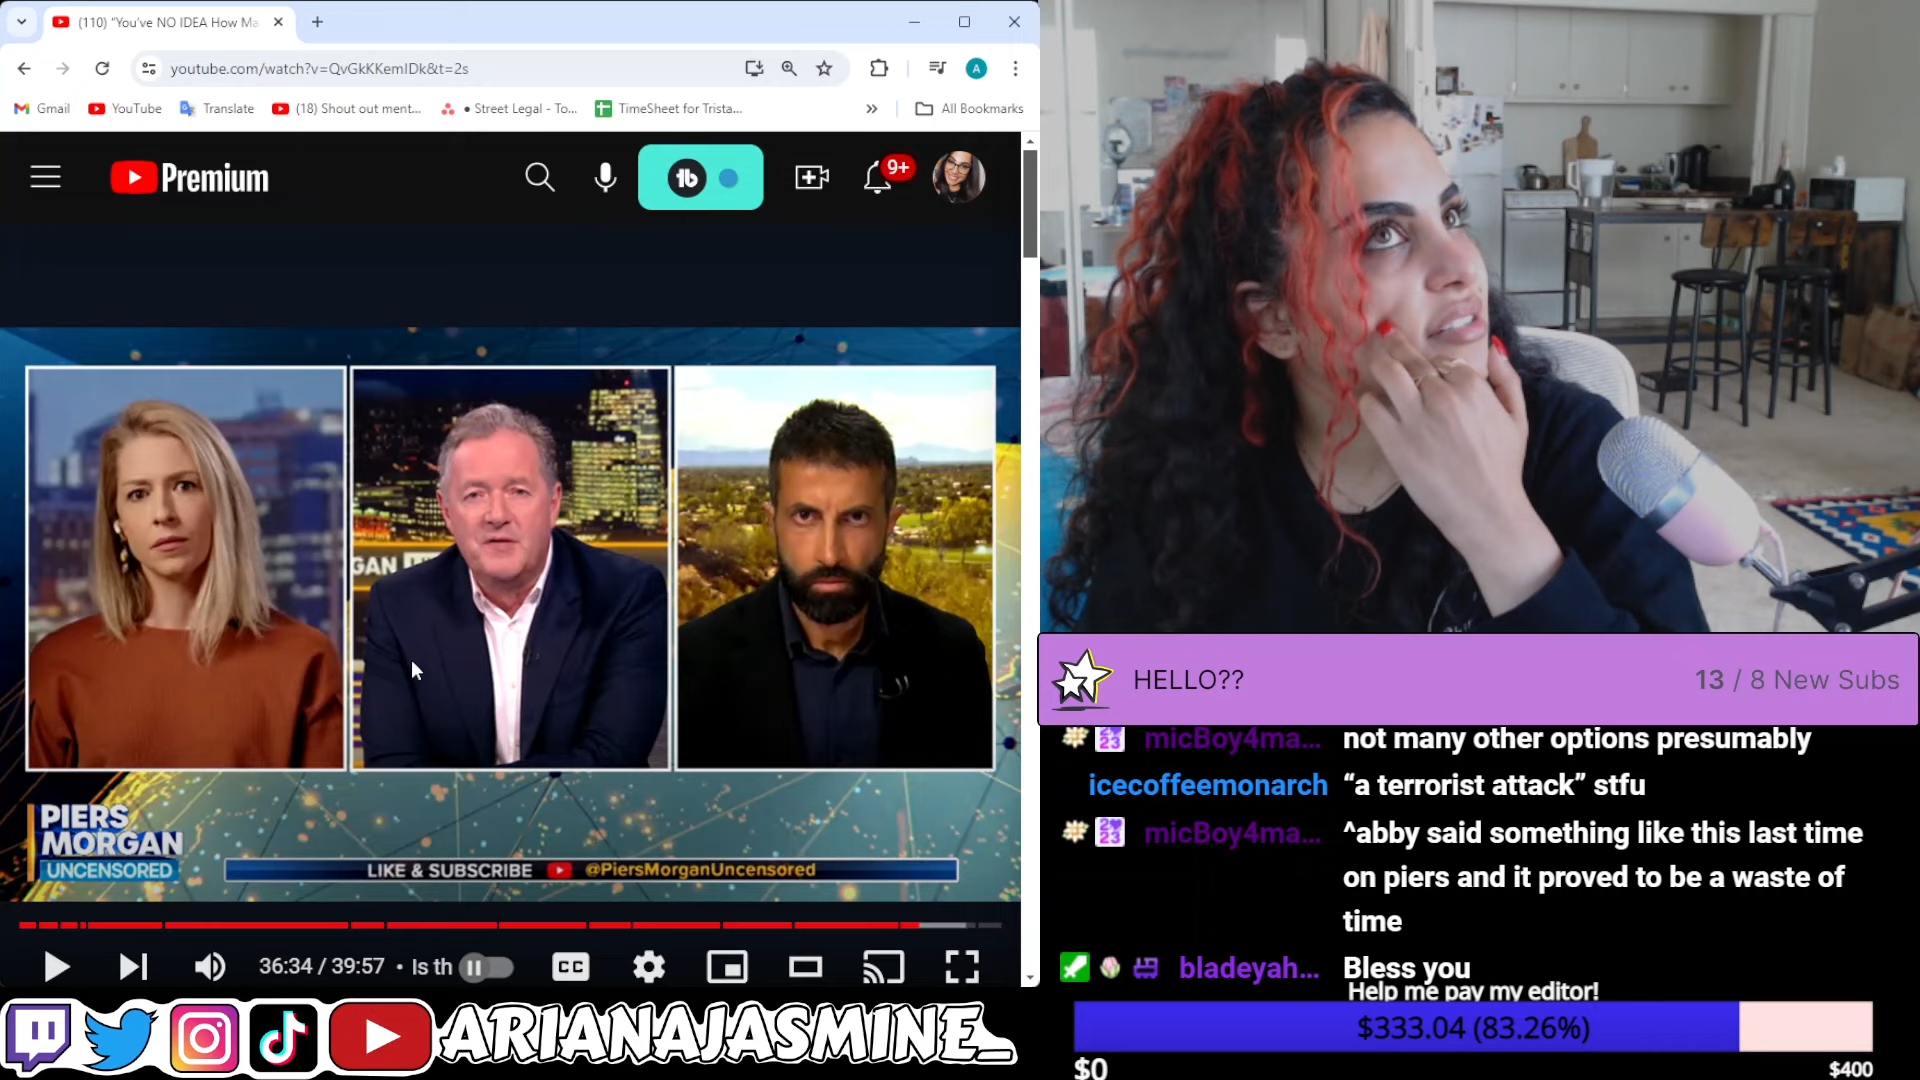 (110) “You’ve NO IDEA How Ma
youtube.com/watch?v=QvGkKKemIDk&t=2s
A
Gmail
YouTube
Translate
(18) Shout out ment...
• Street Legal - To...
TimeSheet for Trista...
»
All Bookmarks
Premium
9+
GAN
PIERS
MORGAN
UNCENSORED
LIKE & SUBSCRIBE
@PiersMorganUncensored
36:34 / 39:57 • Is th
CC
ARIANAJASMINE_
HELLO??
13 / 8 New Subs
micBoy4ma... not many other options presumably
icecoffeemonarch “a terrorist attack” stfu
micBoy4ma... ^abby said something like this last time
on piers and it proved to be a waste of
time
bladeyah... Bless you
Help me pay my editor!
$333.04 (83.26%)
$0
$400